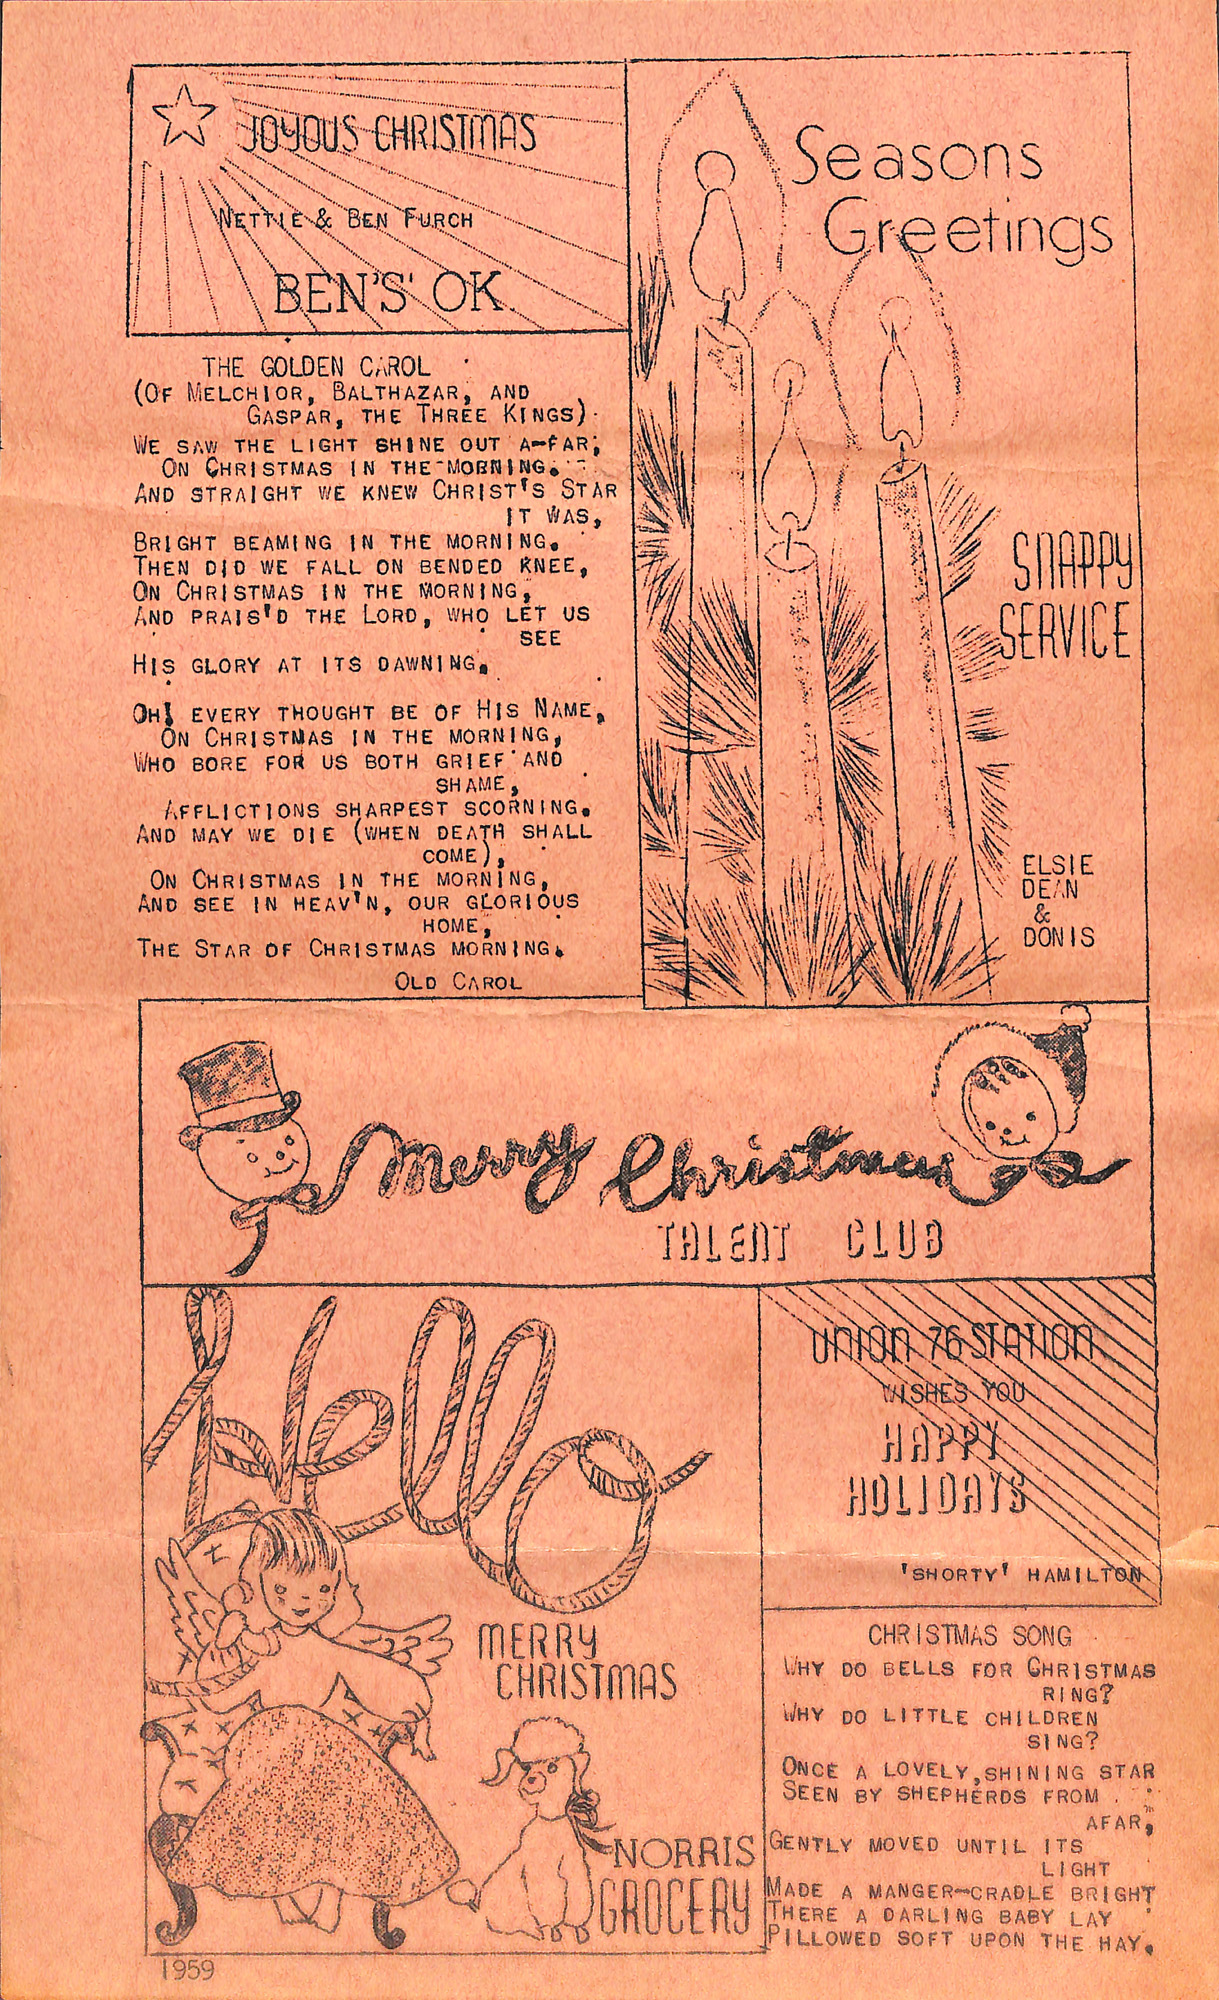 JOYOUS CHRISTMAS
NETTIE & BEN FURCH
BEN'S' OK
THE GOLDEN CAROL
(OF MELCHIOR, BALTHAZAR, AND
GASPAR, THE THREE KINGS)
WE SAW THE LIGHT SHINE OUT A-FAR,
ON CHRISTMAS IN THE MORNING.
AND STRAIGHT WE KNEW CHRIST'S STAR
IT WAS,
BRIGHT BEAMING IN THE MORNING.
THEN DID WE FALL ON BENDED KNEE,
ON CHRISTMAS IN THE MORNING,
AND PRAIS'D THE LORD, WHO LET US
SEE
HIS GLORY AT ITS DAWNING.
OH! EVERY THOUGHT BE OF HIS NAME,
ON CHRISTMAS IN THE MORNING,
WHO BORE FOR US BOTH GRIEF AND
SHAME,
AFFLICTIONS SHARPEST SCORNING.
AND MAY WE DIE (WHEN DEATH SHALL
COME),
ON CHRISTMAS IN THE MORNING,
AND SEE IN HEAV'N, OUR GLORIOUS
HOME,
THE STAR OF CHRISTMAS MORNING.
OLD CAROL
Seasons
Greetings
SNAPPY
SERVICE
ELSIE
DEAN
&
DONIS
Merry Christmas
TALENT CLUB
Hello
MERRY
CHRISTMAS
NORRIS
GROCERY
UNION 76 STATION
WISHES YOU
HAPPY
HOLIDAYS
'SHORTY' HAMILTON
CHRISTMAS SONG
WHY DO BELLS FOR CHRISTMAS
RING?
WHY DO LITTLE CHILDREN
SING?
ONCE A LOVELY, SHINING STAR
SEEN BY SHEPHERDS FROM
AFAR,
GENTLY MOVED UNTIL ITS
LIGHT
MADE A MANGER-CRADLE BRIGHT
THERE A DARLING BABY LAY
PILLOWED SOFT UPON THE HAY.
1959